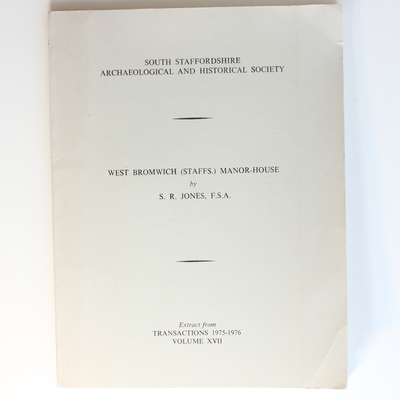 SOUTH STAFFORDSHIRE
ARCHAEOLOGICAL AND HISTORICAL SOCIETY
WEST BROMWICH (STAFFS.) MANOR-HOUSE
by
S. R. JONES, F.S.A.
Extract from
TRANSACTIONS 1975-1976
VOLUME XVII